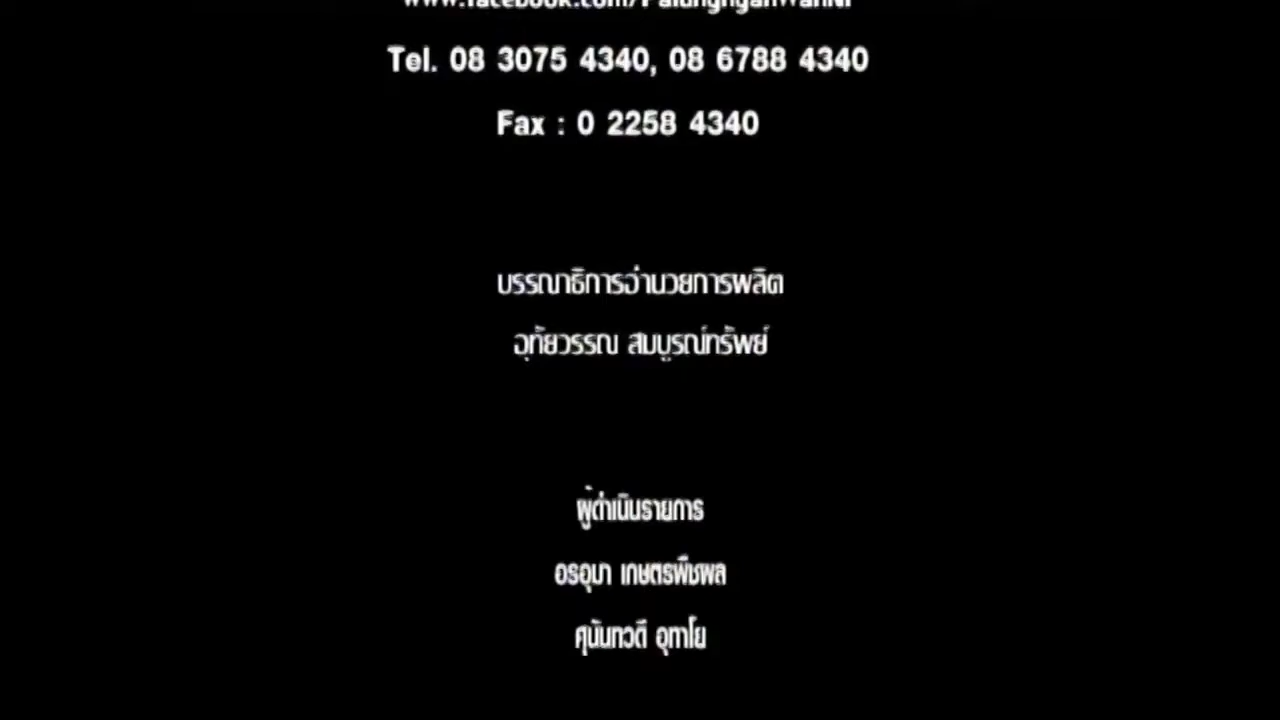 Tel. 08 3075 4340, 08 6788 4340
Fax : 0 2258 4340
บรรณาธิการอำนวยการผลิต
อุทัยวรรณ สมบูรณ์ทรัพย์
ผู้ดำเนินรายการ
อรอุมา เกษตรพืชผล
ศุนันทวดี อุทาโย